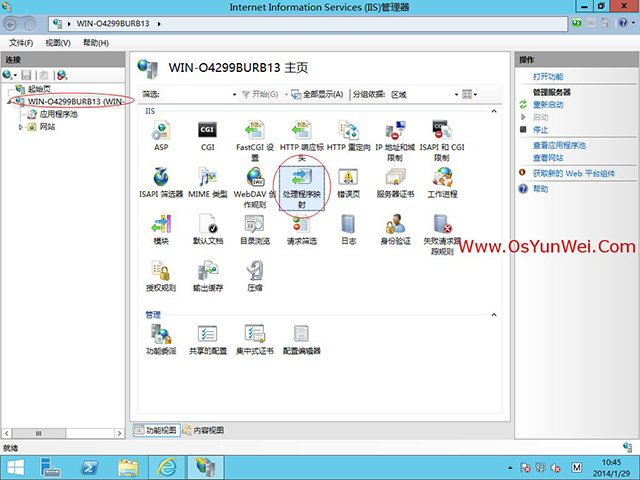 Internet Information Services (IIS)管理器
WIN-O4299BURB13
文件(F) 视图(V) 帮助(H)
连接
起始页
WIN-O4299BURB13 (WIN-
应用程序池
网站
WIN-O4299BURB13 主页
筛选: 开始(G) 全部显示(A) 分组依据: 区域
IIS
ASP
CGI
FastCGI 设置
HTTP 响应标头
HTTP 重定向
IP 地址和域限制
ISAPI 和 CGI 限制
ISAPI 筛选器
MIME 类型
WebDAV 创作规则
处理程序映射
错误页
服务器证书
工作进程
模块
默认文档
目录浏览
请求筛选
日志
身份验证
失败请求跟踪规则
授权规则
输出缓存
压缩
管理
功能委派
共享的配置
集中式证书
配置编辑器
功能视图 内容视图
操作
打开功能
管理服务器
重新启动
启动
停止
查看应用程序池
查看网站
获取新的 Web 平台组件
帮助
Www.OsYunWei.Com
就绪
M
10:45
2014/1/29